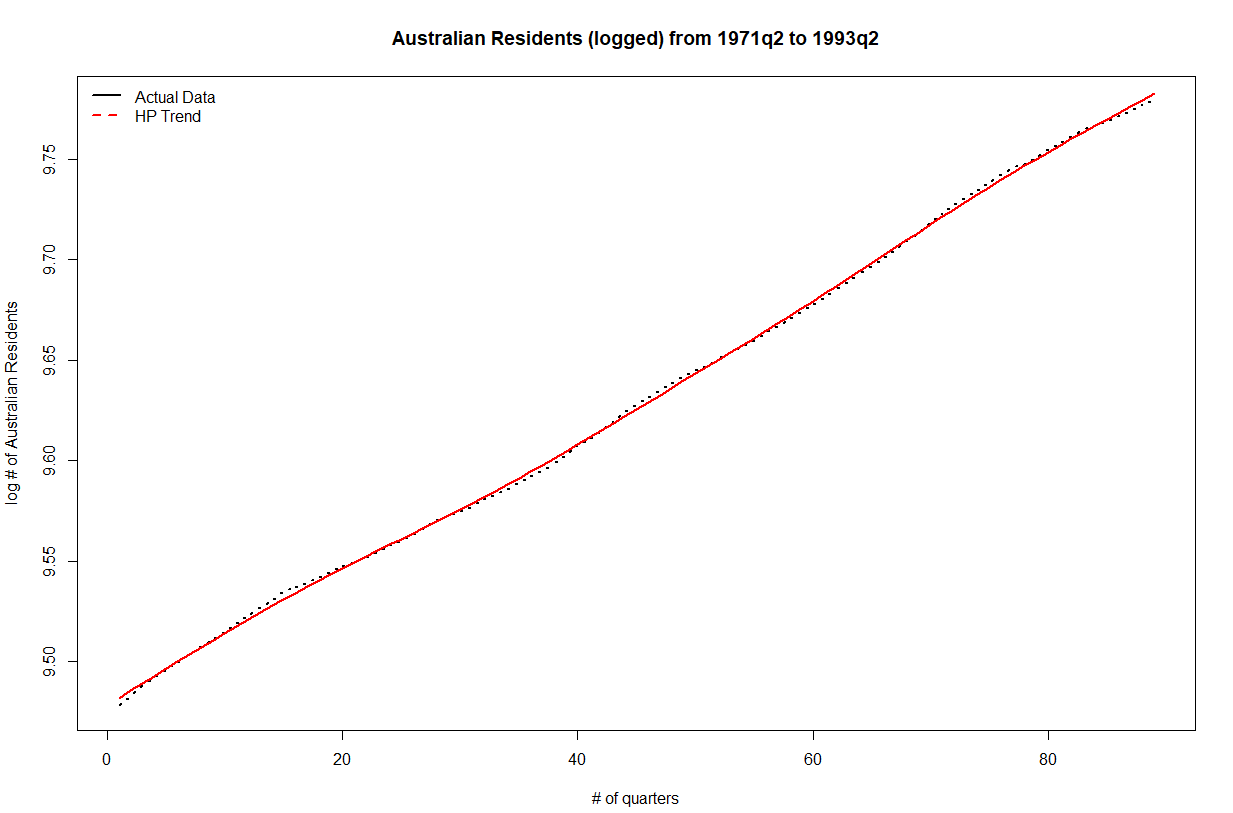 Australian Residents (logged) from 1971q2 to 1993q2
Actual Data
HP Trend
9.75
9.70
9.65
9.60
9.55
9.50
log # of Australian Residents
0 20 40 60 80
# of quarters